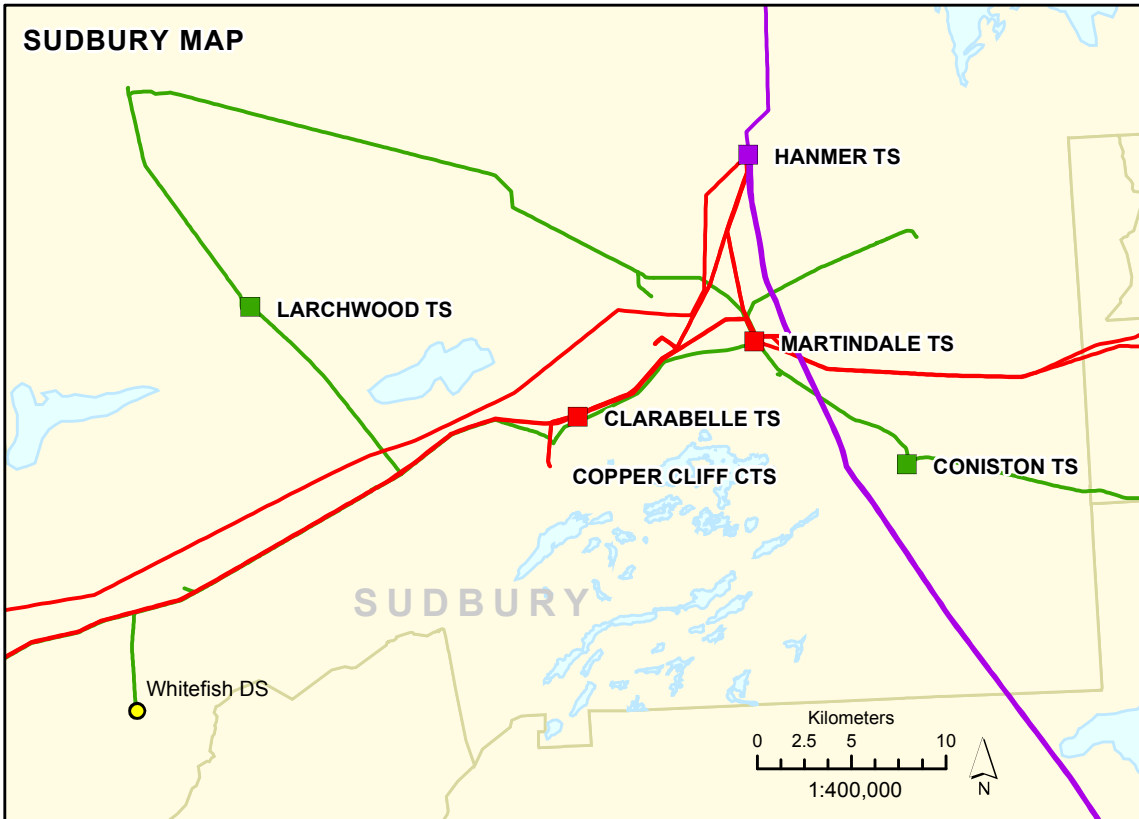 SUDBURY MAP
HANMER TS
LARCHWOOD TS
MARTINDALE TS
CLARABELLE TS
CONISTON TS
COPPER CLIFF CTS
SUDBURY
Whitefish DS
Kilometers
0 2.5 5 10
1:400,000
N